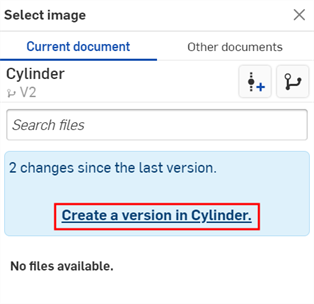 Select image
Current document Other documents
Cylinder
V2
Search files
2 changes since the last version.
Create a version in Cylinder.
No files available.